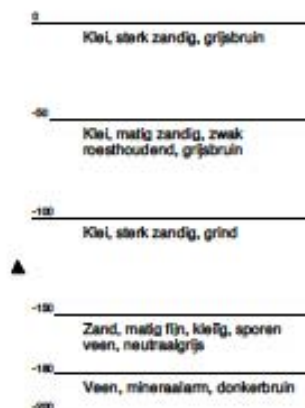 0
Klei, sterk zandig, grijsbruin
-50
Klei, matig zandig, zwak
roesthoudend, grijsbruin
-100
Klei, sterk zandig, grind
-150
Zand, matig fijn, kleiïg, sporen
veen, neutraalgrijs
-180
Veen, mineraalarm, donkerbruin
-200